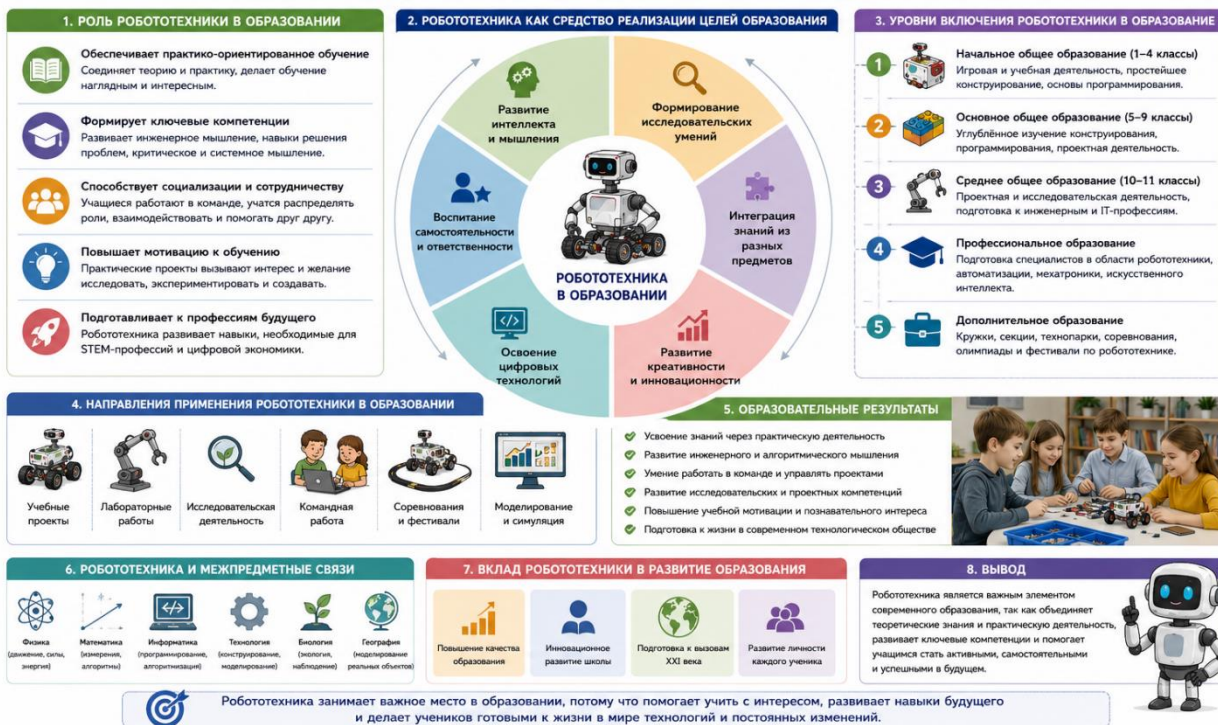 1. РОЛЬ РОБОТОТЕХНИКИ В ОБРАЗОВАНИИ
Обеспечивает практико-ориентированное обучение
Соединяет теорию и практику, делает обучение
наглядным и интересным.
Формирует ключевые компетенции
Развивает инженерное мышление, навыки решения
проблем, критическое и системное мышление.
Способствует социализации и сотрудничеству
Учащиеся работают в команде, учатся распределять
роли, взаимодействовать и помогать друг другу.
Повышает мотивацию к обучению
Практические проекты вызывают интерес и желание
исследовать, экспериментировать и создавать.
Подготавливает к профессиям будущего
Робототехника развивает навыки, необходимые для
STEM-профессий и цифровой экономики.
2. РОБОТОТЕХНИКА КАК СРЕДСТВО РЕАЛИЗАЦИИ ЦЕЛЕЙ ОБРАЗОВАНИЯ
Развитие
интеллекта
и мышления
Формирование
исследовательских
умений
Воспитание
самостоятельности
и ответственности
Интеграция
знаний из
разных
предметов
РОБОТОТЕХНИКА
В ОБРАЗОВАНИИ
Освоение
цифровых
технологий
Развитие
креативности
и инновационности
3. УРОВНИ ВКЛЮЧЕНИЯ РОБОТОТЕХНИКИ В ОБРАЗОВАНИЕ
1
Начальное общее образование (1–4 классы)
Игровая и учебная деятельность, простейшее
конструирование, основы программирования.
2
Основное общее образование (5–9 классы)
Углублённое изучение конструирования,
программирования, проектная деятельность.
3
Среднее общее образование (10–11 классы)
Проектная и исследовательская деятельность,
подготовка к инженерным и IT-профессиям.
4
Профессиональное образование
Подготовка специалистов в области робототехники,
автоматизации, мехатроники, искусственного
интеллекта.
5
Дополнительное образование
Кружки, секции, технопарки, соревнования,
олимпиады и фестивали по робототехнике.
4. НАПРАВЛЕНИЯ ПРИМЕНЕНИЯ РОБОТОТЕХНИКИ В ОБРАЗОВАНИИ
Учебные
проекты
Лабораторные
работы
Исследовательская
деятельность
Командная
работа
Соревнования
и фестивали
Моделирование
и симуляция
5. ОБРАЗОВАТЕЛЬНЫЕ РЕЗУЛЬТАТЫ
Усвоение знаний через практическую деятельность
Развитие инженерного и алгоритмического мышления
Умение работать в команде и управлять проектами
Развитие исследовательских и проектных компетенций
Повышение учебной мотивации и познавательного интереса
Подготовка к жизни в современном технологическом обществе
6. РОБОТОТЕХНИКА И МЕЖПРЕДМЕТНЫЕ СВЯЗИ
Физика
(движение, силы,
энергия)
Математика
(измерения,
алгоритмы)
Информатика
(программирование,
алгоритмизация)
Технология
(конструирование,
моделирование)
Биология
(экология,
наблюдение)
География
(моделирование
реальных объектов)
7. ВКЛАД РОБОТОТЕХНИКИ В РАЗВИТИЕ ОБРАЗОВАНИЯ
Повышение качества
образования
Инновационное
развитие школы
Подготовка к вызовам
XXI века
Развитие личности
каждого ученика
8. ВЫВОД
Робототехника является важным элементом
современного образования, так как объединяет
теоретические знания и практическую деятельность,
развивает ключевые компетенции и помогает
учащимся стать активными, самостоятельными
и успешными в будущем.
Робототехника занимает важное место в образовании, потому что помогает учить с интересом, развивает навыки будущего
и делает учеников готовыми к жизни в мире технологий и постоянных изменений.